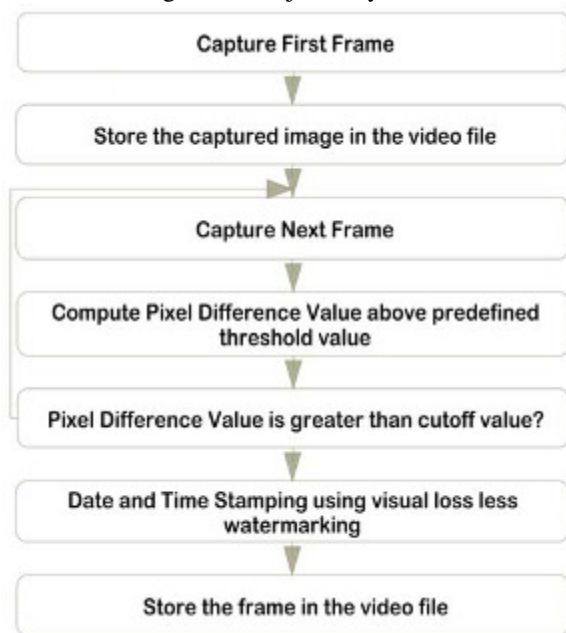 Capture First Frame
Store the captured image in the video file
Capture Next Frame
Compute Pixel Difference Value above predefined
threshold value
Pixel Difference Value is greater than cutoff value?
Date and Time Stamping using visual loss less
watermarking
Store the frame in the video file